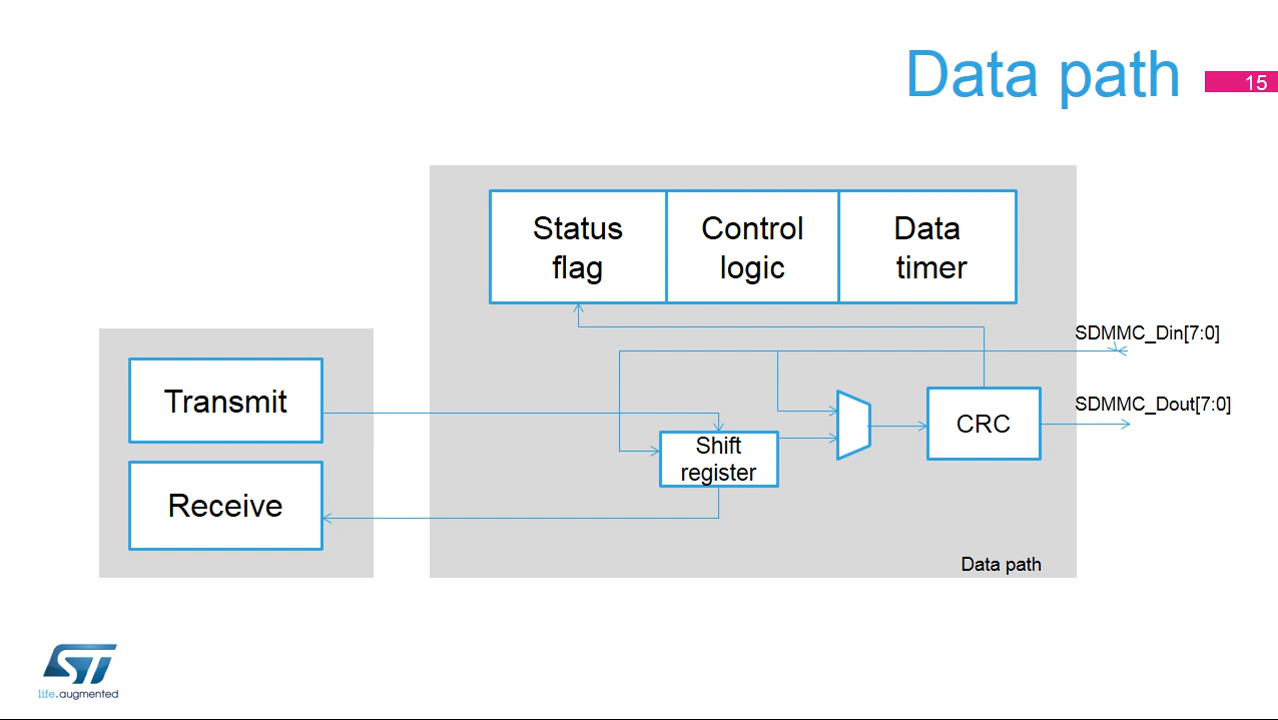 Data path
15
Status
flag
Control
logic
Data
timer
SDMMC_Din[7:0]
Transmit
SDMMC_Dout[7:0]
CRC
Shift
register
Receive
Data path
ST
life.augmented